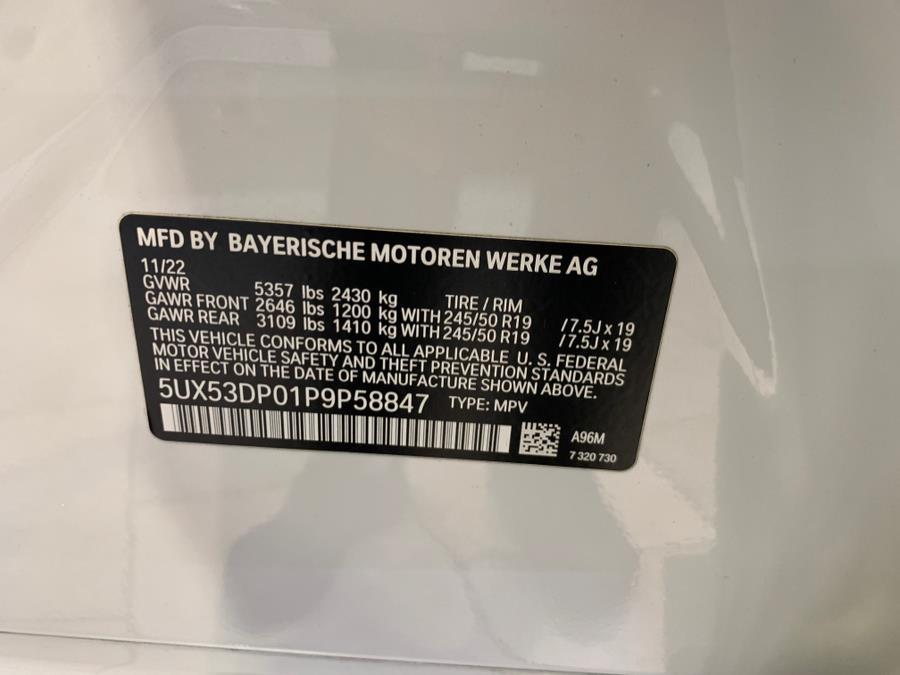 MFD BY BAYERISCHE MOTOREN WERKE AG
11/22
GVWR 5357 lbs 2430 kg TIRE / RIM
GAWR FRONT 2646 lbs 1200 kg WITH 245/50 R19 /7.5J x 19
GAWR REAR 3109 lbs 1410 kg WITH 245/50 R19 /7.5J x 19
THIS VEHICLE CONFORMS TO ALL APPLICABLE U. S. FEDERAL
MOTOR VEHICLE SAFETY AND THEFT PREVENTION STANDARDS
IN EFFECT ON THE DATE OF MANUFACTURE SHOWN ABOVE.
5UX53DP01P9P58847 TYPE: MPV
A96M
7 320 730